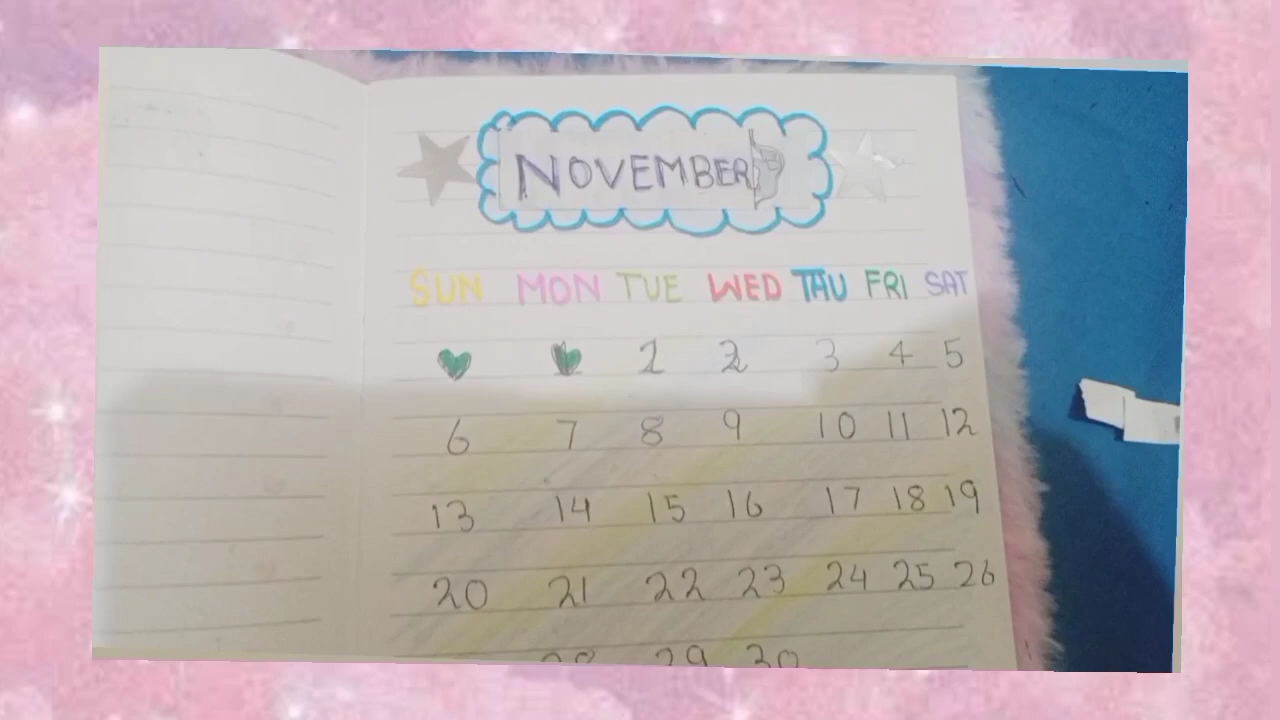 NOVEMBER
SUN MON TUE WED THU FRI SAT
1 2 3 4 5
6 7 8 9 10 11 12
13 14 15 16 17 18 19
20 21 22 23 24 25 26
28 29 30